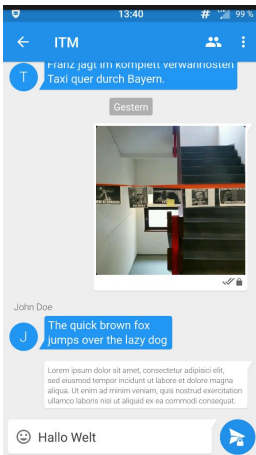 13:40
# 99 %
ITM
Franz jagt im komplett verwahrlosten
Taxi quer durch Bayern.
T
Gestern
John Doe
The quick brown fox
jumps over the lazy dog
J
Lorem ipsum dolor sit amet, consectetur adipisici elit,
sed eiusmod tempor incidunt ut labore et dolore magna
aliqua. Ut enim ad minim veniam, quis nostrud exercitation
ullamco laboris nisi ut aliquid ex ea commodi consequat.
Hallo Welt